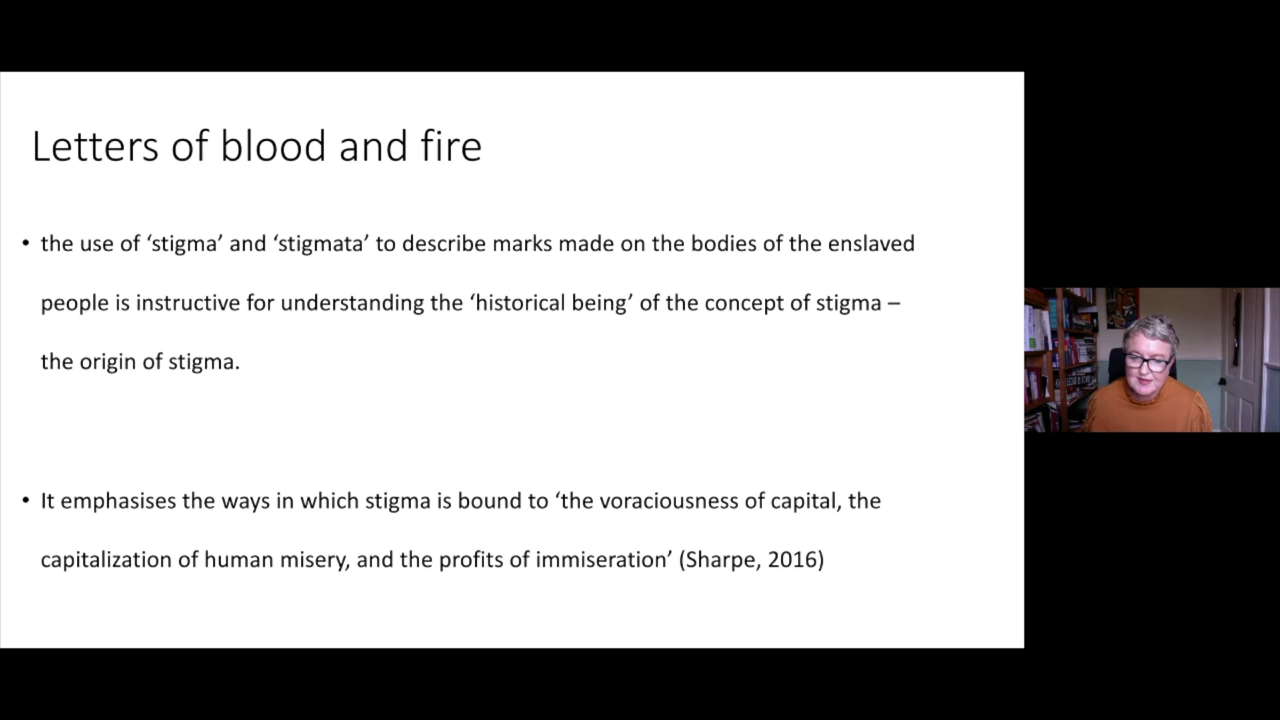 Letters of blood and fire
• the use of ‘stigma’ and ‘stigmata’ to describe marks made on the bodies of the enslaved
people is instructive for understanding the ‘historical being’ of the concept of stigma –
the origin of stigma.
• It emphasises the ways in which stigma is bound to ‘the voraciousness of capital, the
capitalization of human misery, and the profits of immiseration’ (Sharpe, 2016)